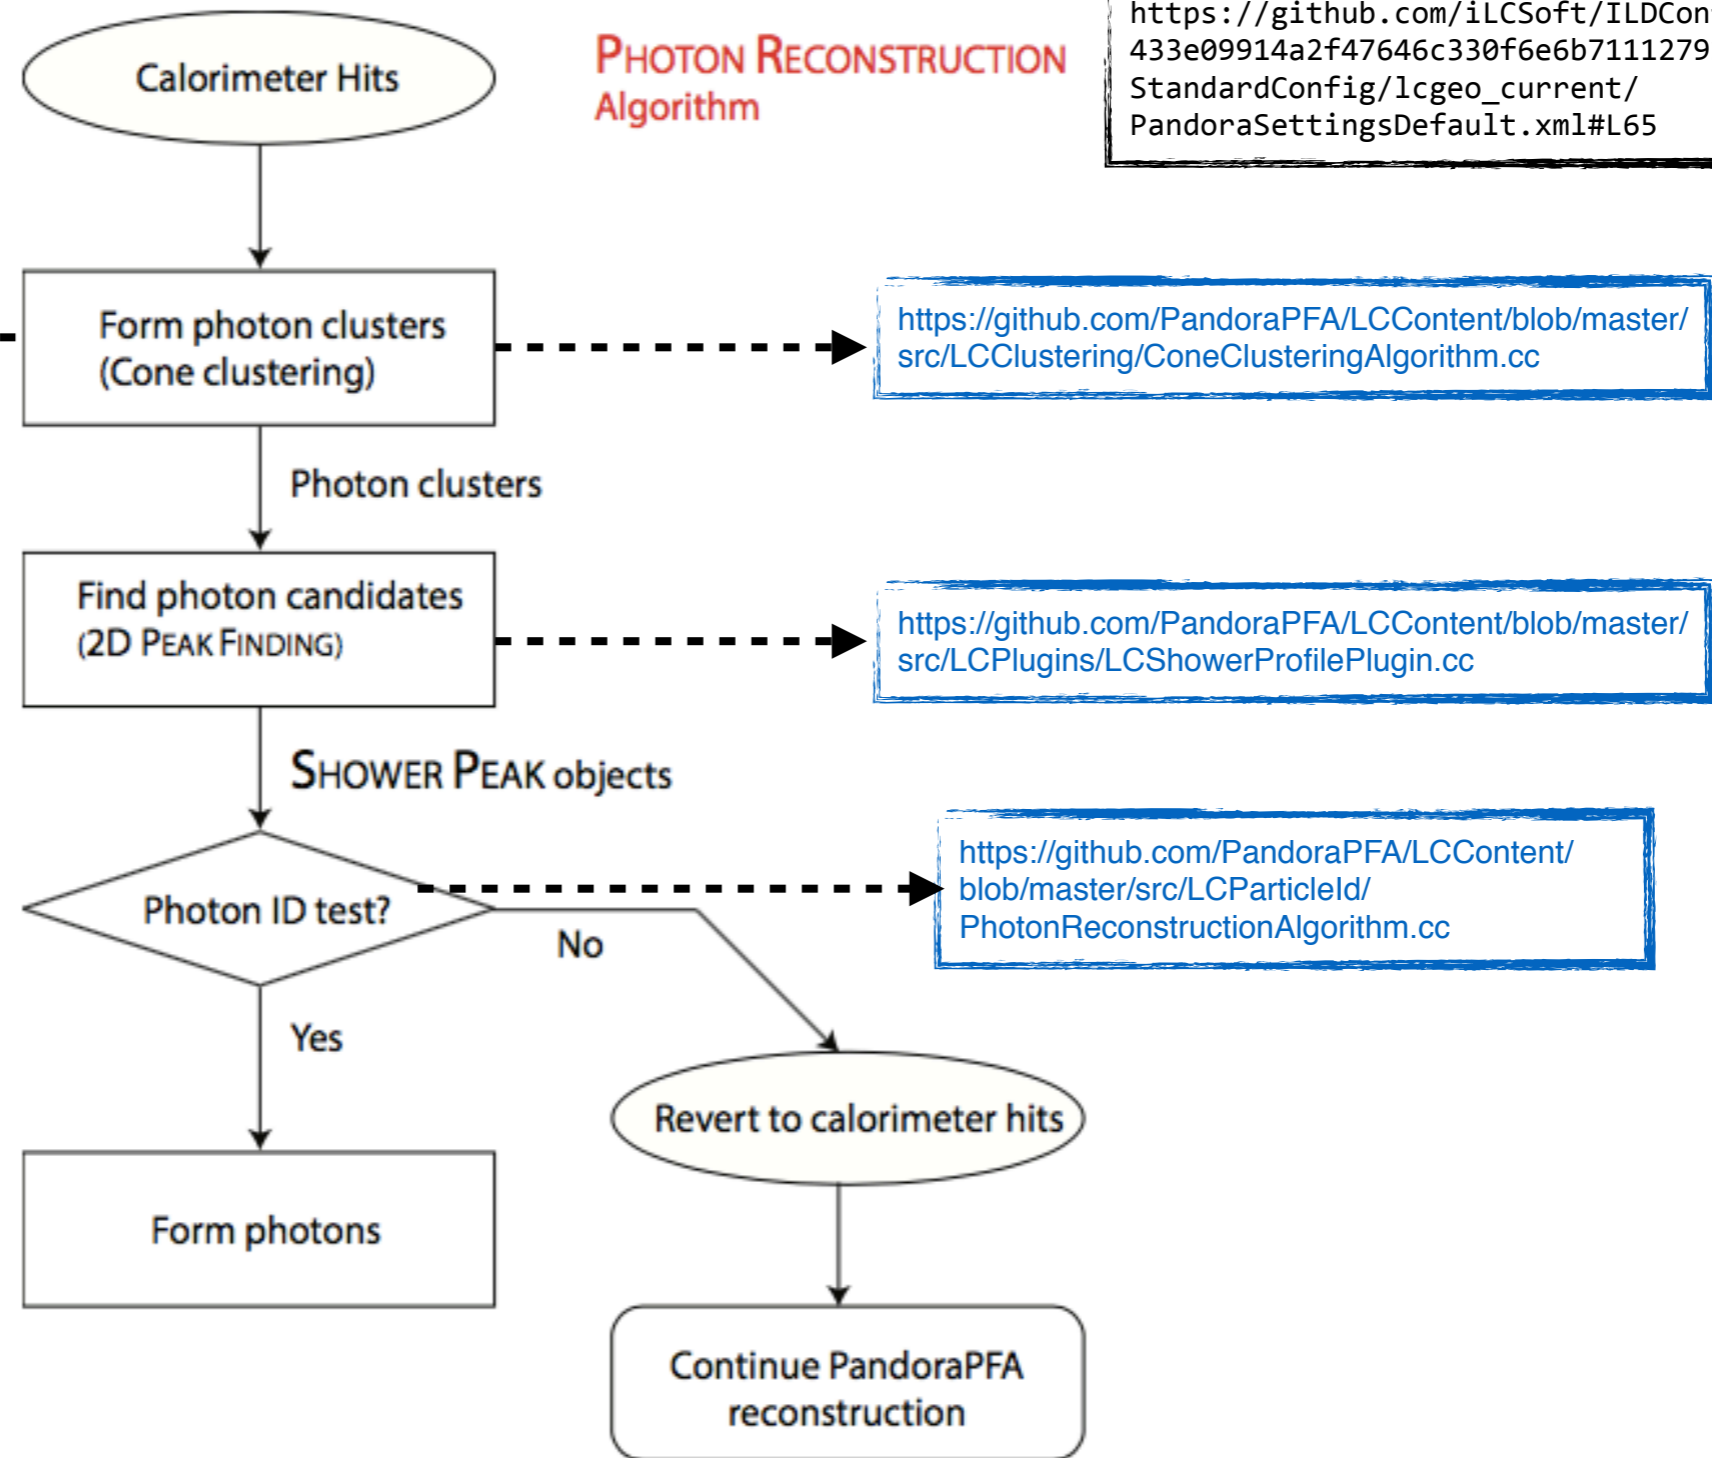 https://github.com/iLCSoft/ILDCon
433e09914a2f47646c330f6e6b7111279
StandardConfig/lcgeo_current/
PandoraSettingsDefault.xml#L65
PHOTON RECONSTRUCTION
Algorithm
Calorimeter Hits
Form photon clusters
(Cone clustering)
https://github.com/PandoraPFA/LCContent/blob/master/
src/LCClustering/ConeClusteringAlgorithm.cc
Photon clusters
Find photon candidates
(2D PEAK FINDING)
https://github.com/PandoraPFA/LCContent/blob/master/
src/LCPlugins/LCShowerProfilePlugin.cc
SHOWER PEAK objects
Photon ID test?
https://github.com/PandoraPFA/LCContent/
blob/master/src/LCParticleId/
PhotonReconstructionAlgorithm.cc
No
Yes
Revert to calorimeter hits
Form photons
Continue PandoraPFA
reconstruction